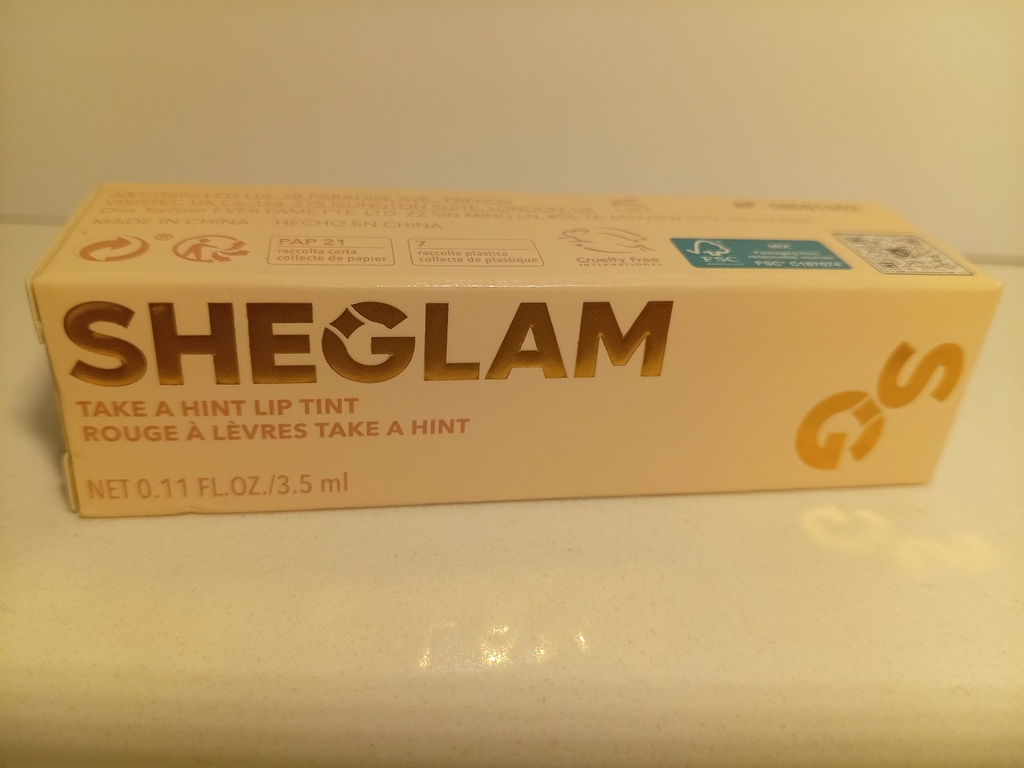 MADE IN CHINA HECHO EN CHINA
PAP 21
raccolta carta
collecte de papier
7
raccolta plastica
collecte de plastique
Cruelty Free
INTERNATIONAL
FSC
MIX
SHEGLAM
TAKE A HINT LIP TINT
ROUGE À LÈVRES TAKE A HINT
NET 0.11 FL.OZ./3.5 ml
GS